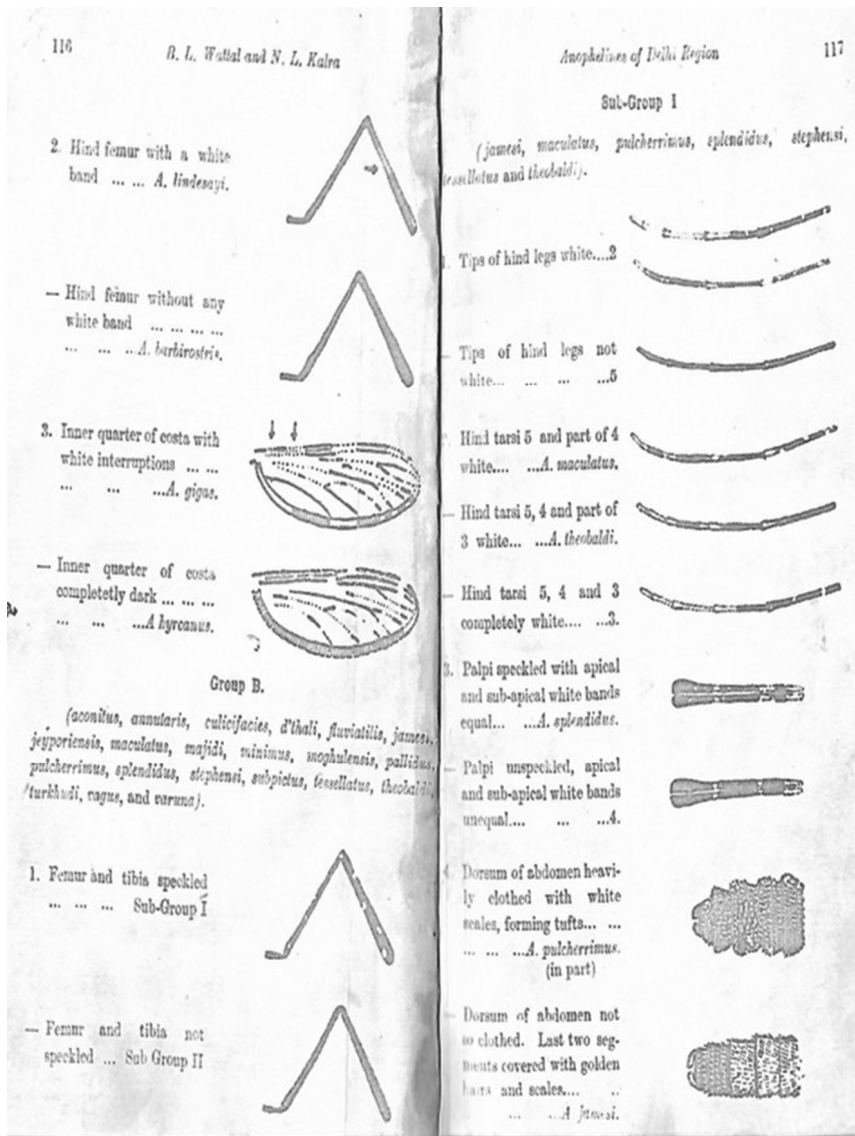 116
B. L. Wattal and N. L. Kalra
2. Hind femur with a white
band ... ... A. lindesayi.
— Hind femur without any
white band ... ... ... ...
... ... ...A. barbirostris.
3. Inner quarter of costa with
white interruptions ... ...
... ... ...A. gigas.
— Inner quarter of costa
completetly dark ... ... ...
... ... ...A hyrcanus.
Group B.
(aconitus, annularis, culicifacies, d'thali, fluviatilis, jamesi,
jeyporiensis, maculatus, majidi, minimus, moghulensis, pallidus,
pulcherrimus, splendidus, stephensi, subpictus, tessellatus, theobaldi,
turkhudi, vagus, and varuna).
1. Femur and tibia speckled
... ... ... Sub-Group I
— Femur and tibia not
speckled ... Sub Group II
Anophelines of Delhi Region
117
Sub-Group I
(jamesi, maculatus, pulcherrimus, splendidus, stephensi,
tessellatus and theobaldi).
1. Tips of hind legs white....2
— Tips of hind legs not
white... ... ... ...5
Hind tarsi 5 and part of 4
white.... ...A. maculatus.
— Hind tarsi 5, 4 and part of
3 white... ...A. theobaldi.
— Hind tarsi 5, 4 and 3
completely white.... ...3.
3. Palpi speckled with apical
and sub-apical white bands
equal... ...A. splendidus.
— Palpi unspeckled, apical
and sub-apical white bands
unequal.... ... ...4.
4. Dorsum of abdomen heavi-
ly clothed with white
scales, forming tufts... ...
... ... ...A. pulcherrimus.
(in part)
— Dorsum of abdomen not
so clothed. Last two seg-
ments covered with golden
hairs and scales.... ..
... ...A jamesi.